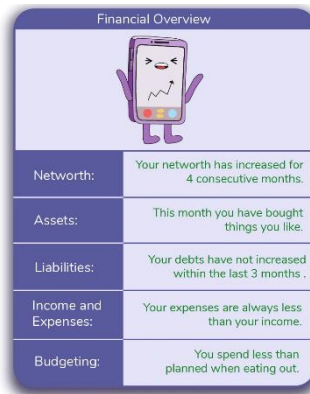 Financial Overview
Networth:
Your networth has increased for
4 consecutive months.
Assets:
This month you have bought
things you like.
Liabilities:
Your debts have not increased
within the last 3 months .
Income and
Expenses:
Your expenses are always less
than your income.
Budgeting:
You spend less than
planned when eating out.